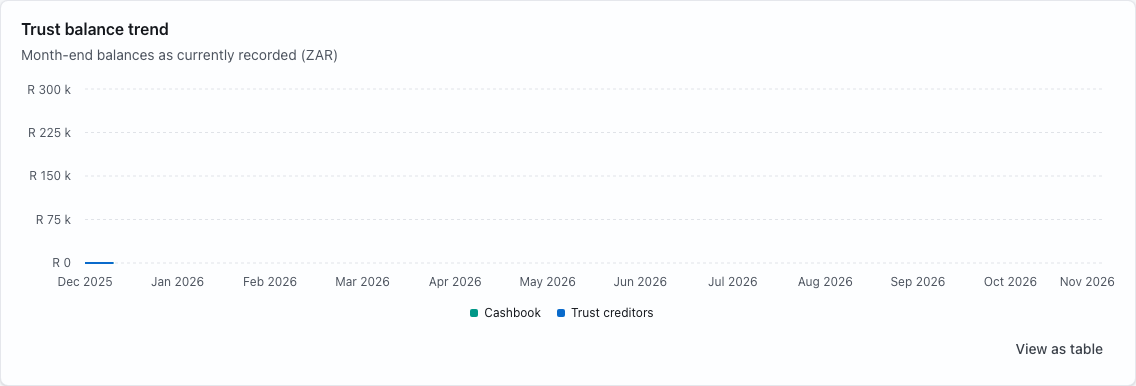 Trust balance trend
Month-end balances as currently recorded (ZAR)
R 300 k
R 225 k
R 150 k
R 75 k
R 0
Dec 2025 Jan 2026 Feb 2026 Mar 2026 Apr 2026 May 2026 Jun 2026 Jul 2026 Aug 2026 Sep 2026 Oct 2026 Nov 2026
Cashbook Trust creditors
View as table